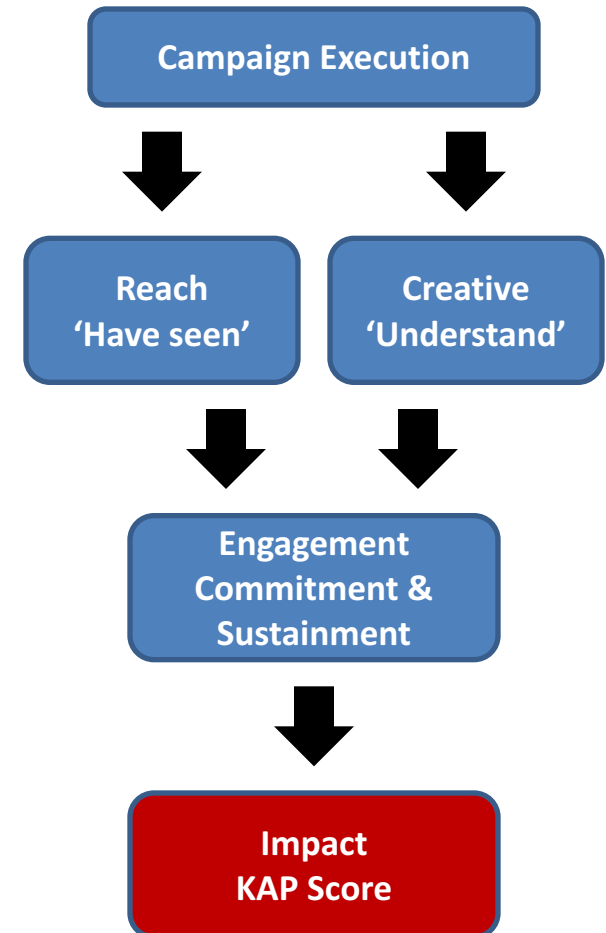 Campaign Execution
Reach
‘Have seen’
Creative
‘Understand’
Engagement
Commitment &
Sustainment
Impact
KAP Score